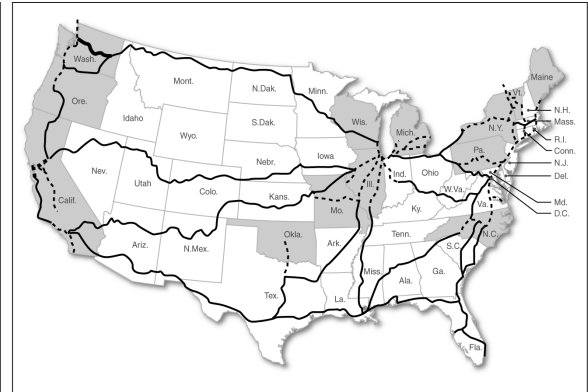 Wash.
Mont.
N.Dak.
Minn.
Vt.
Maine
Ore.
Idaho
S.Dak.
Wis.
Mich.
N.Y.
N.H.
Mass.
Wyo.
R.I.
Conn.
Nebr.
Iowa
Pa.
N.J.
Nev.
Utah
Colo.
Ill.
Ind.
Ohio
Del.
Calif.
Kans.
Mo.
W.Va.
Va.
Md.
D.C.
Ky.
Ariz.
N.Mex.
Okla.
Ark.
Tenn.
N.C.
S.C.
Tex.
La.
Miss.
Ala.
Ga.
Fla.